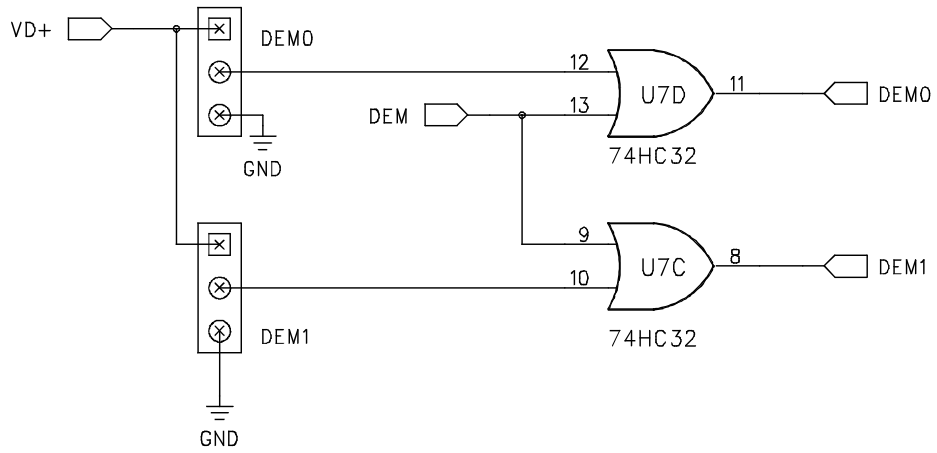 VD+
DEM0
12
11
U7D
DEM0
13
DEM
74HC32
GND
9
8
U7C
DEM1
10
DEM1
74HC32
GND